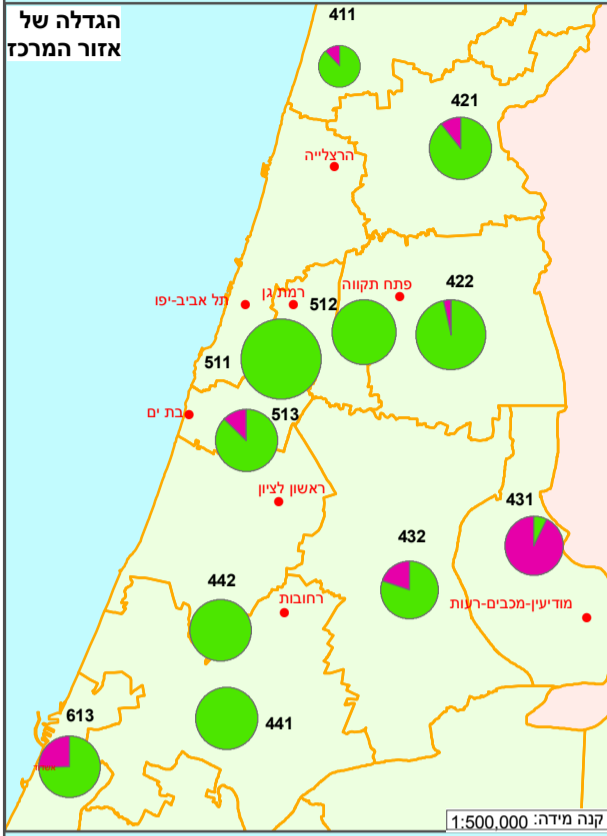 הגדלה של
אזור המרכז
411
421
הרצלייה
פתח תקווה
422
רמת גן
512
תל אביב-יפו
511
בת ים
513
ראשון לציון
431
432
442
רחובות
מודיעין-מכבים-רעות
613
441
קנה מידה: 1:500,000